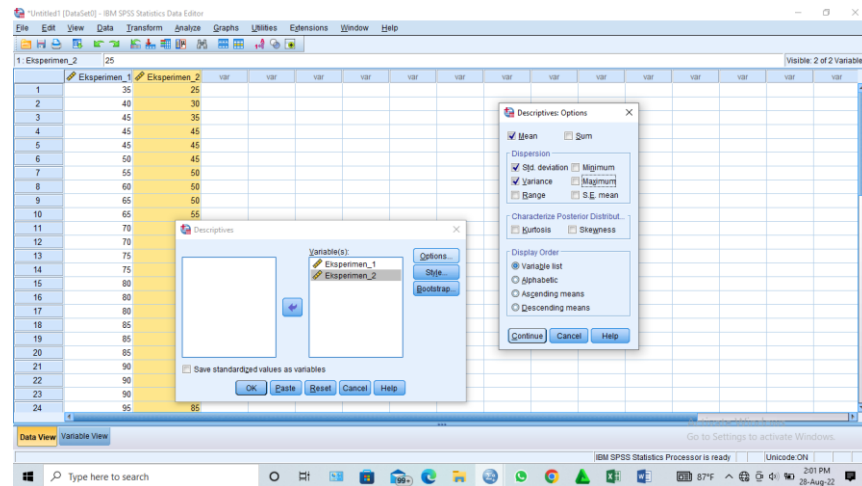 *Untitled1 [DataSet0] - IBM SPSS Statistics Data Editor
File Edit View Data Transform Analyze Graphs Utilities Extensions Window Help
1 : Eksperimen_2 25 Visible: 2 of 2 Variable
Eksperimen_1 Eksperimen_2 var var var var var var var var var var var var var var
1 35 25
2 40 30
3 45 35
4 45 45
5 45 45
6 50 45
7 55 50
8 60 50
9 65 50
10 65 55
11 70
12 70
13 75
14 75
15 80
16 80
17 80
18 85
19 85
20 85
21 90
22 90
23 90
24 95 85
Descriptives
Variable(s):
Eksperimen_1
Eksperimen_2
Options...
Style...
Bootstrap...
Save standardized values as variables
OK Paste Reset Cancel Help
Descriptives: Options
Mean Sum
Dispersion
Std. deviation Minimum
Variance Maximum
Range S.E. mean
Characterize Posterior Distribut...
Kurtosis Skewness
Display Order
Variable list
Alphabetic
Ascending means
Descending means
Continue Cancel Help
Data View Variable View
Go to Settings to activate Windows.
IBM SPSS Statistics Processor is ready Unicode:ON
Type here to search
99+
87°F
2:01 PM
28-Aug-22